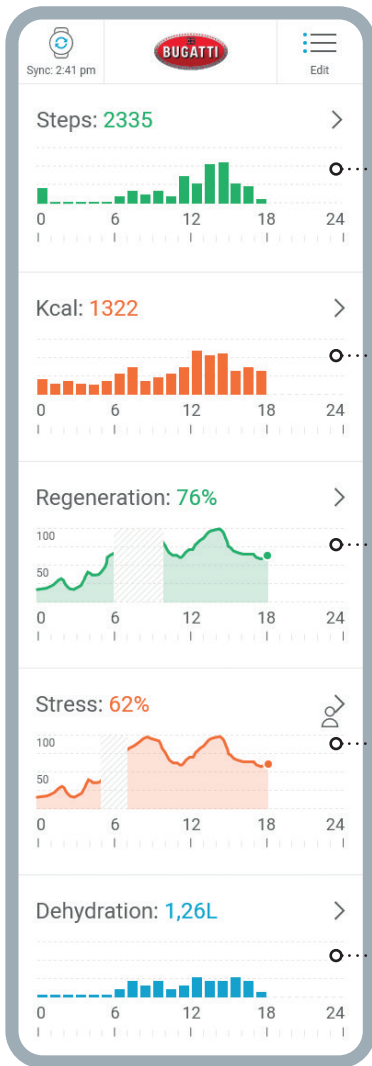 Sync: 2:41 pm
BUGATTI
Edit
Steps: 2335
0 6 12 18 24
Kcal: 1322
0 6 12 18 24
Regeneration: 76%
100
50
0 6 12 18 24
Stress: 62%
100
50
0 6 12 18 24
Dehydration: 1,26L
0 6 12 18 24